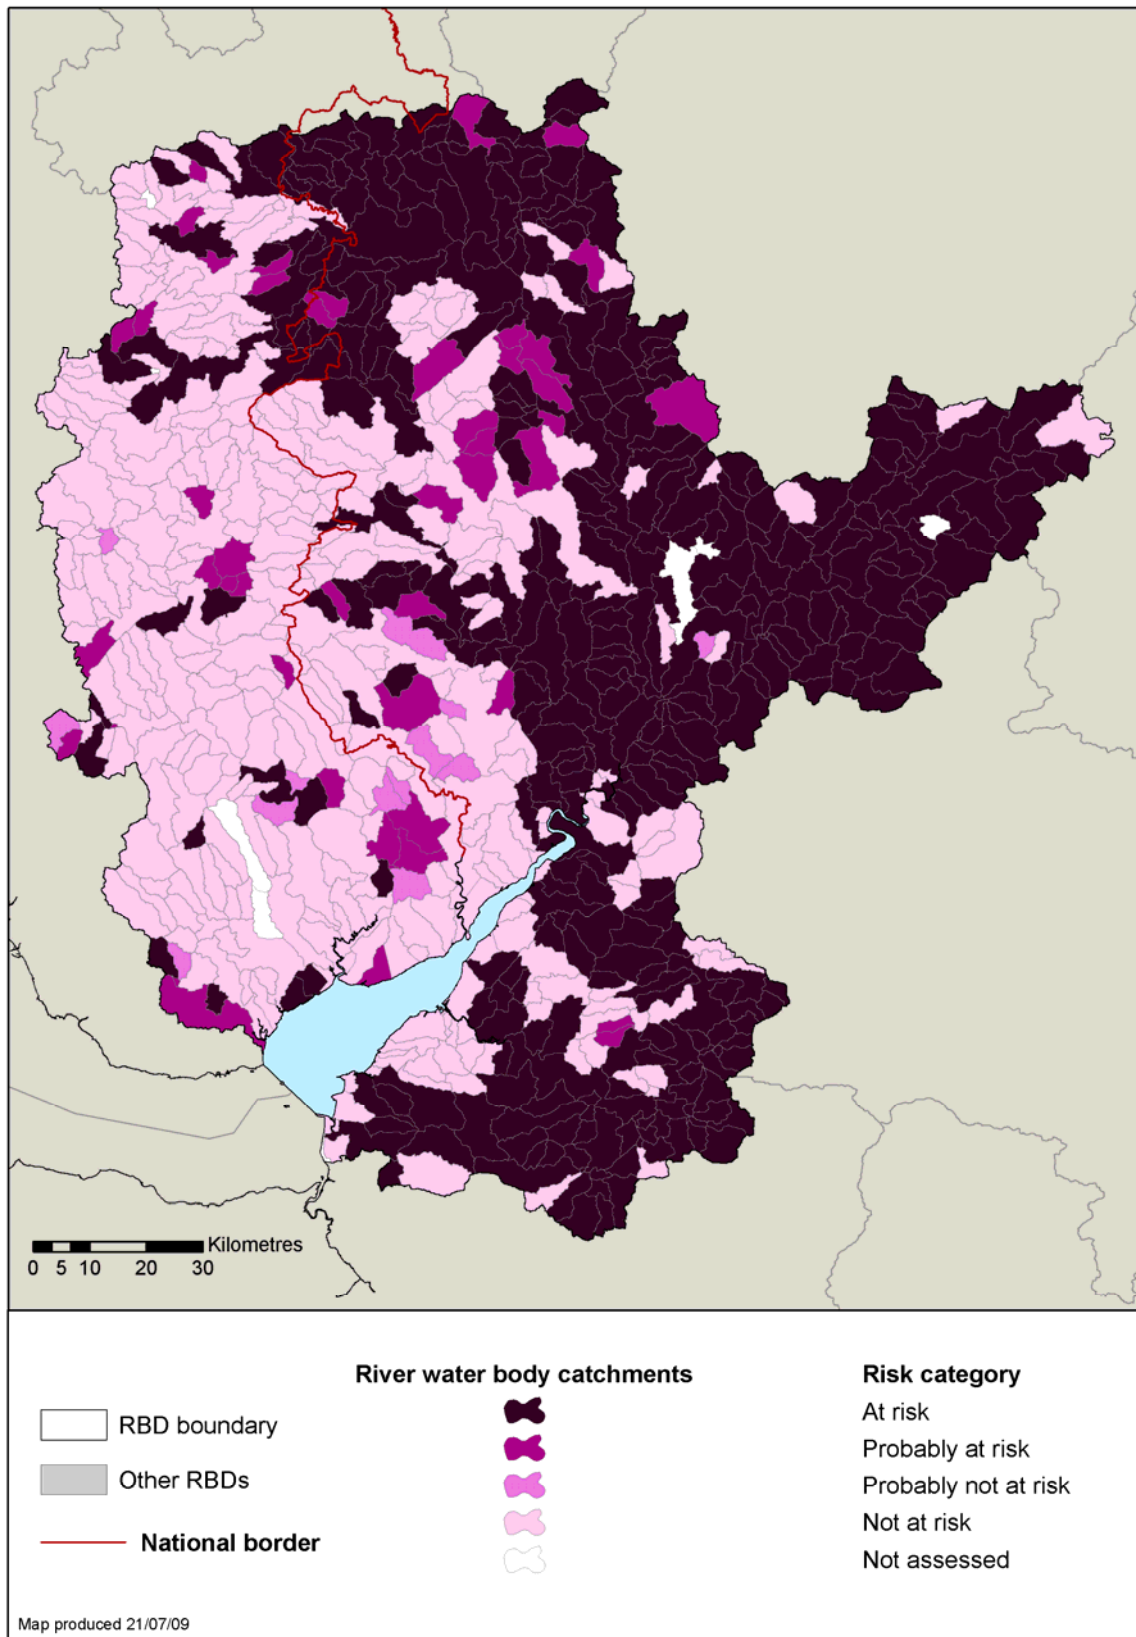 Kilometres
0 5 10 20 30
River water body catchments
Risk category
RBD boundary
Other RBDs
National border
At risk
Probably at risk
Probably not at risk
Not at risk
Not assessed
Map produced 21/07/09